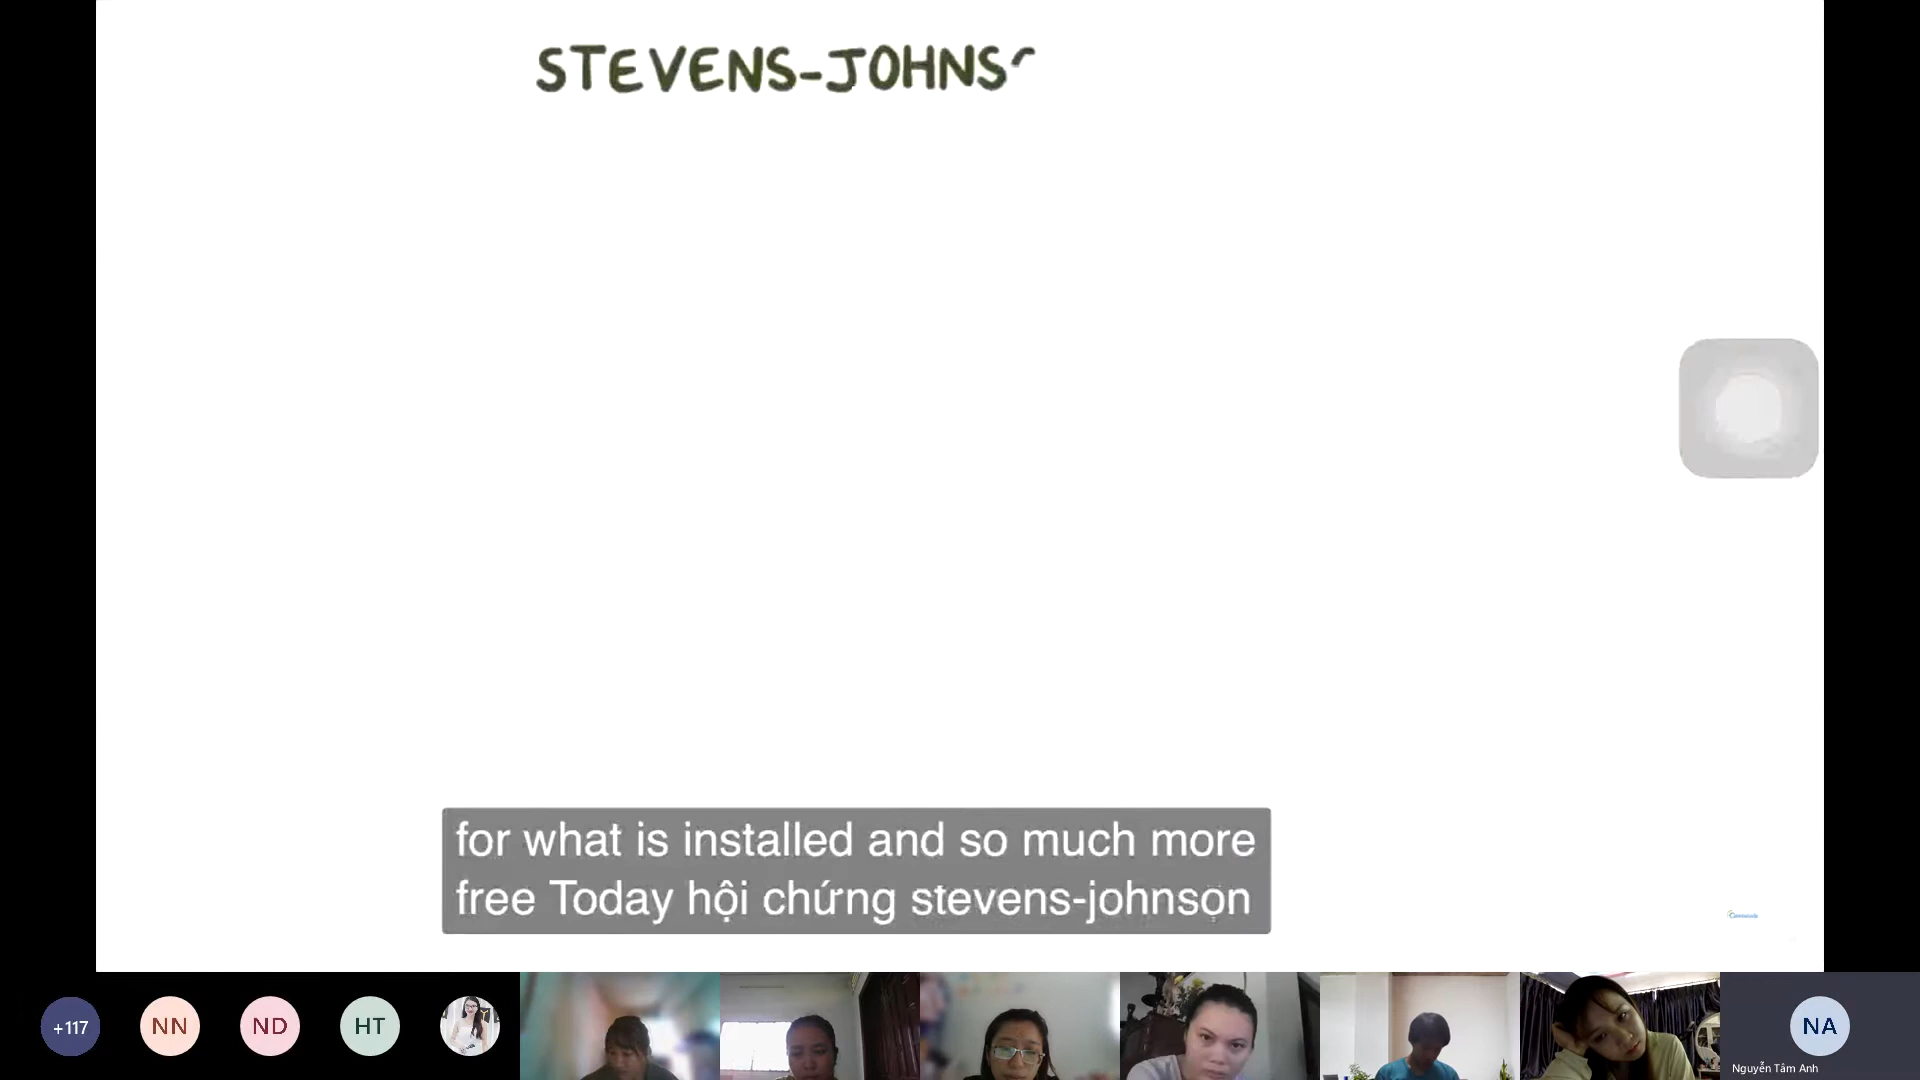 STEVENS-JOHNS
for what is installed and so much more
free Today hội chứng stevens-johnson
+117
NN
ND
HT
NA
Nguyễn Tâm Anh